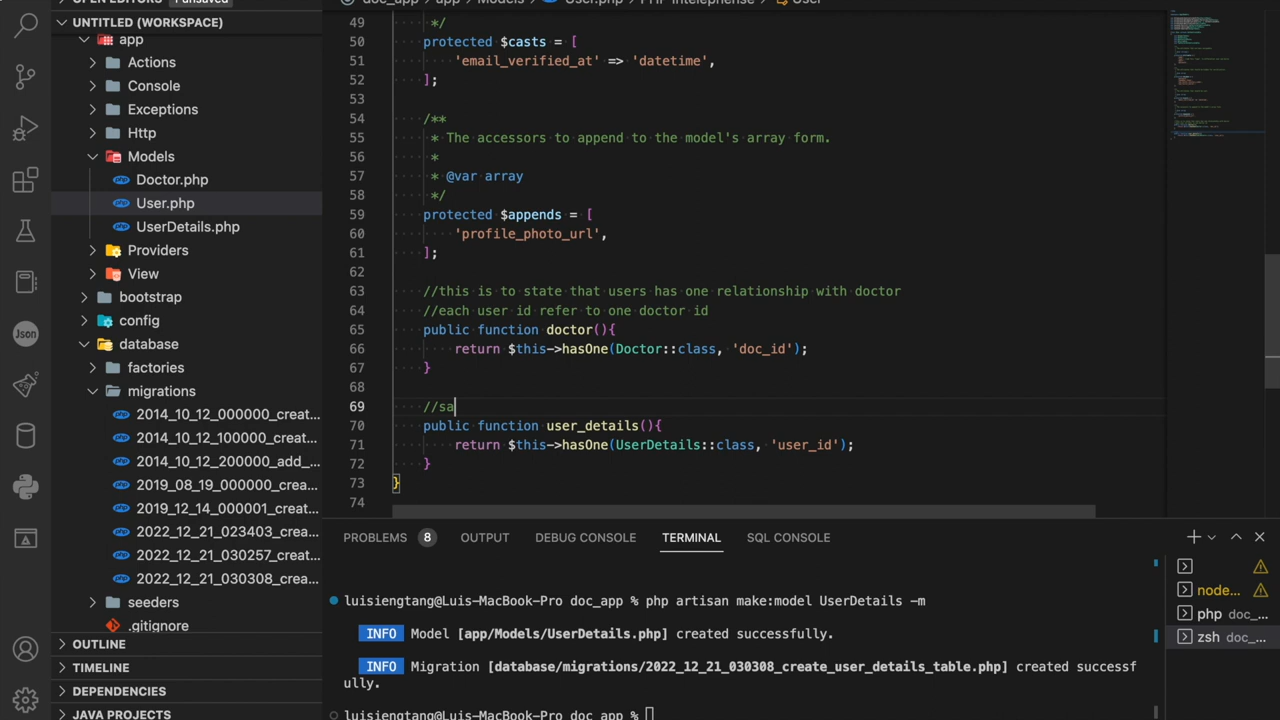 UNTITLED (WORKSPACE)
app
Actions
Console
Exceptions
Http
Models
Doctor.php
User.php
UserDetails.php
Providers
View
bootstrap
config
database
factories
migrations
2014_10_12_000000_creat...
2014_10_12_100000_creat...
2014_10_12_200000_add_...
2019_08_19_000000_crea...
2019_12_14_000001_creat...
2022_12_21_023403_crea...
2022_12_21_030257_creat...
2022_12_21_030308_crea...
seeders
.gitignore
OUTLINE
TIMELINE
DEPENDENCIES
JAVA PROJECTS
Json
49 */
50 protected $casts = [
51 'email_verified_at' => 'datetime',
52 ];
53
54 /**
55 * The accessors to append to the model's array form.
56 *
57 * @var array
58 */
59 protected $appends = [
60 'profile_photo_url',
61 ];
62
63 //this is to state that users has one relationship with doctor
64 //each user id refer to one doctor id
65 public function doctor(){
66 return $this->hasOne(Doctor::class, 'doc_id');
67 }
68
69 //sa
70 public function user_details(){
71 return $this->hasOne(UserDetails::class, 'user_id');
72 }
73 }
74
PROBLEMS 8 OUTPUT DEBUG CONSOLE TERMINAL SQL CONSOLE
luisiengtang@Luis-MacBook-Pro doc_app % php artisan make:model UserDetails -m
INFO Model [app/Models/UserDetails.php] created successfully.
INFO Migration [database/migrations/2022_12_21_030308_create_user_details_table.php] created successf
ully.
luisiengtang@Luis-MacBook-Pro doc_app %
node...
php doc_...
zsh doc_...